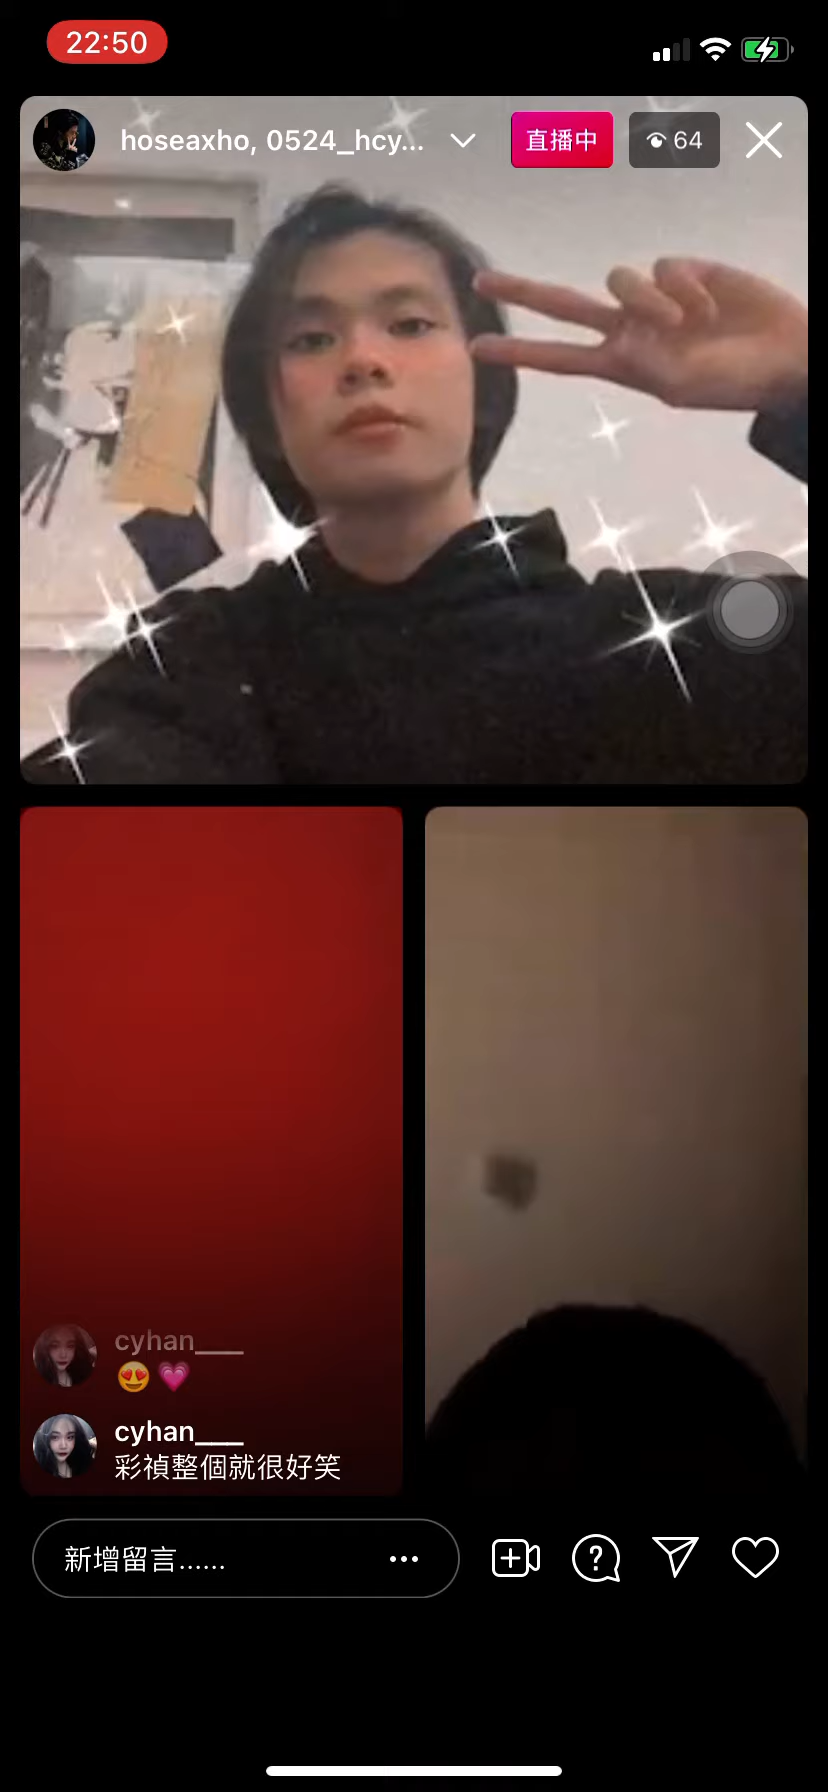 22:50
hoseaxho, 0524_hcy...
直播中
64
cyhan___
😍💗
cyhan___
彩禎整個就很好笑
新增留言......